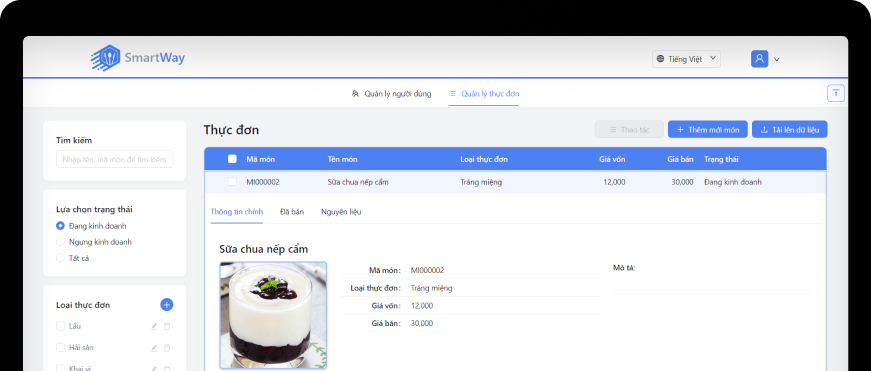 SmartWay
Tiếng Việt
Quản lý người dùng
Quản lý thực đơn
Tìm kiếm
Nhập tên, mã món để tìm kiếm
Lựa chọn trạng thái
Đang kinh doanh
Ngưng kinh doanh
Tất cả
Loại thực đơn
Lẩu
Hải sản
Khai vị
Thực đơn
Thao tác
Thêm mới món
Tải lên dữ liệu
Mã món Tên món Loại thực đơn Giá vốn Giá bán Trạng thái
MI000002 Sữa chua nếp cẩm Tráng miệng 12,000 30,000 Đang kinh doanh
Thông tin chính Đã bán Nguyên liệu
Sữa chua nếp cẩm
Mã món: MI000002
Loại thực đơn: Tráng miệng
Giá vốn: 12,000
Giá bán: 30,000
Mô tả: